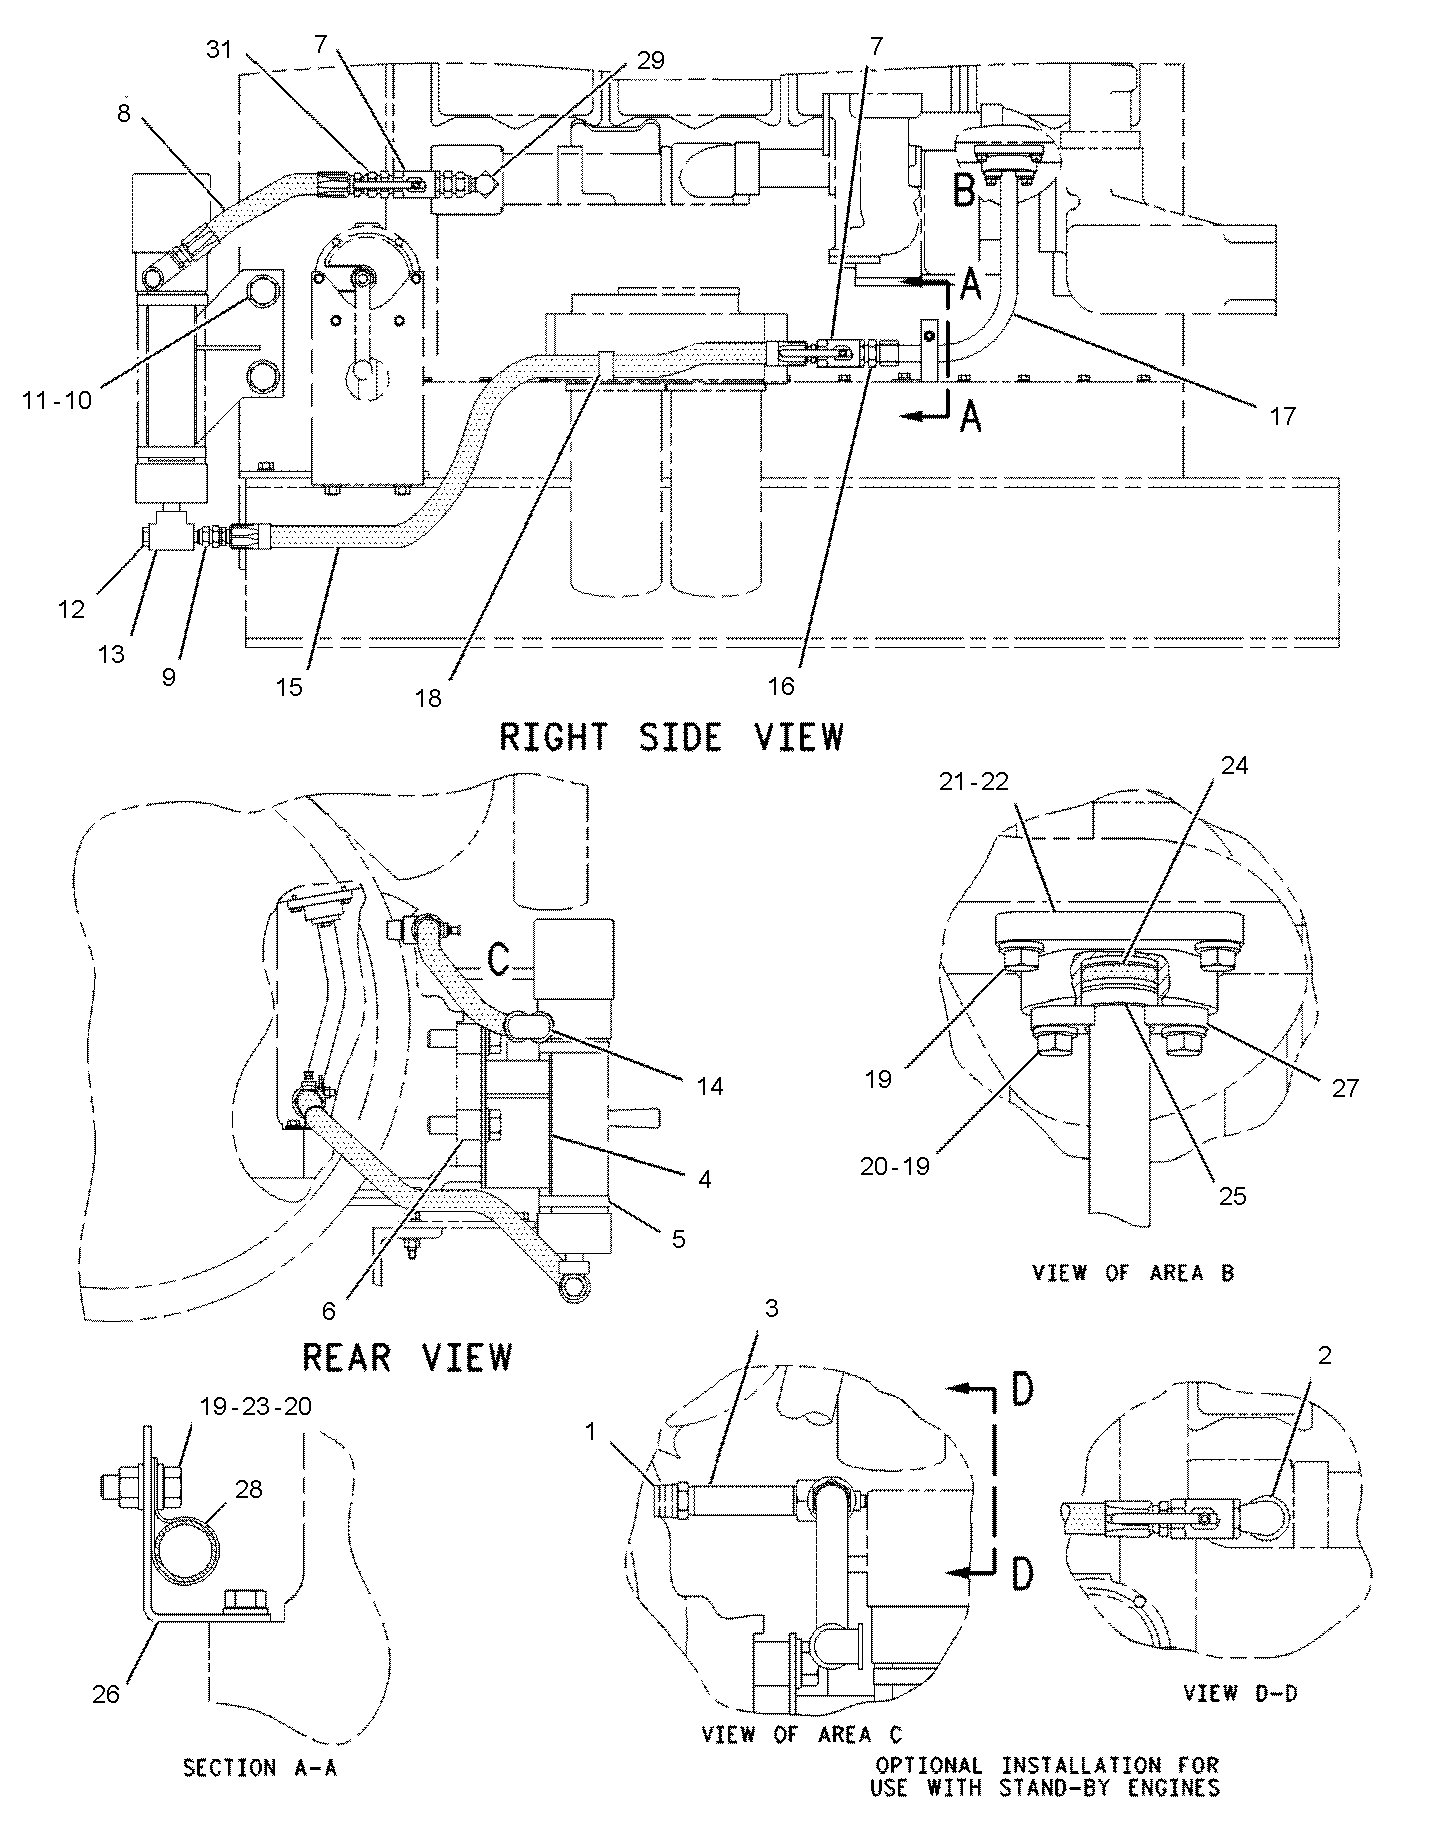 31
7
29
7
8
B
A
11-10
A
17
12
13
9
15
18
16
RIGHT SIDE VIEW
21-22
24
C
14
19
27
4
20-19
25
5
6
VIEW OF AREA B
REAR VIEW
3
2
19-23-20
D
1
28
D
26
VIEW D-D
VIEW OF AREA C
SECTION A-A
OPTIONAL INSTALLATION FOR
USE WITH STAND-BY ENGINES